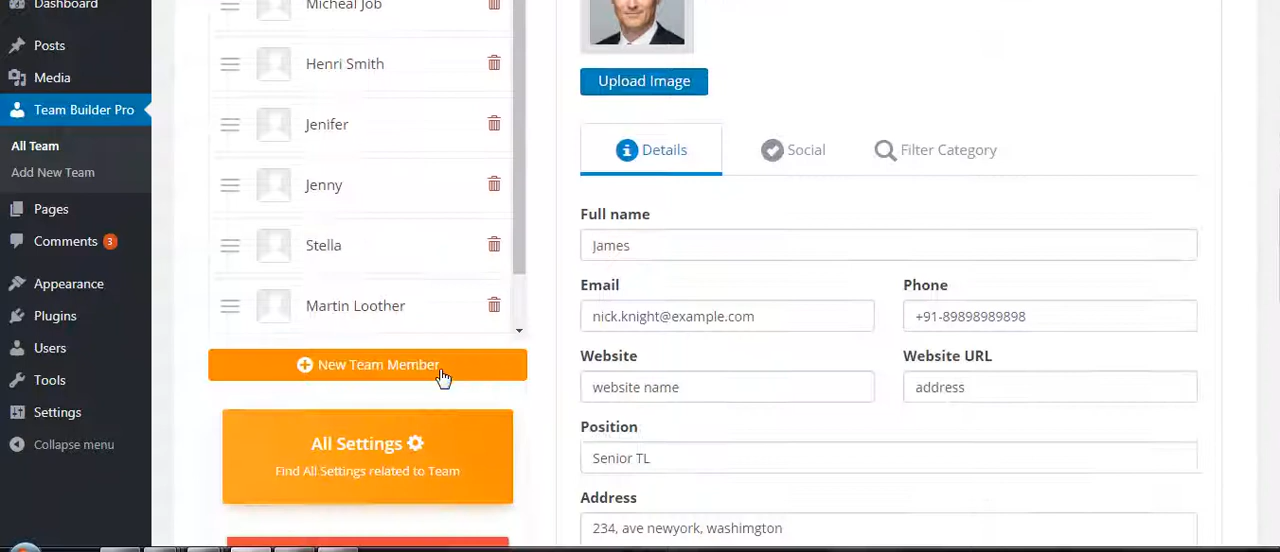 Dashboard
Posts
Media
Team Builder Pro
All Team
Add New Team
Pages
Comments 3
Appearance
Plugins
Users
Tools
Settings
Collapse menu
Micheal Job
Henri Smith
Jenifer
Jenny
Stella
Martin Loother
New Team Member
All Settings
Find All Settings related to Team
Upload Image
Details
Social
Filter Category
Full name
James
Email
Phone
nick.knight@example.com
+91-89898989898
Website
Website URL
website name
address
Position
Senior TL
Address
234, ave newyork, washimgton